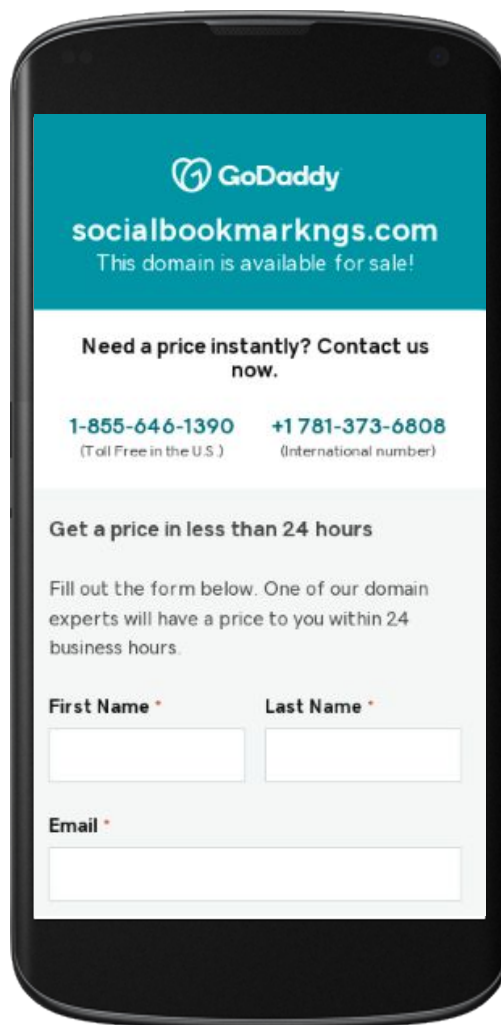 GoDaddy
socialbookmarkngs.com
This domain is available for sale!
Need a price instantly? Contact us
now.
1-855-646-1390
(Toll Free in the U.S.)
+1 781-373-6808
(International number)
Get a price in less than 24 hours
Fill out the form below. One of our domain
experts will have a price to you within 24
business hours.
First Name *
Last Name *
Email *